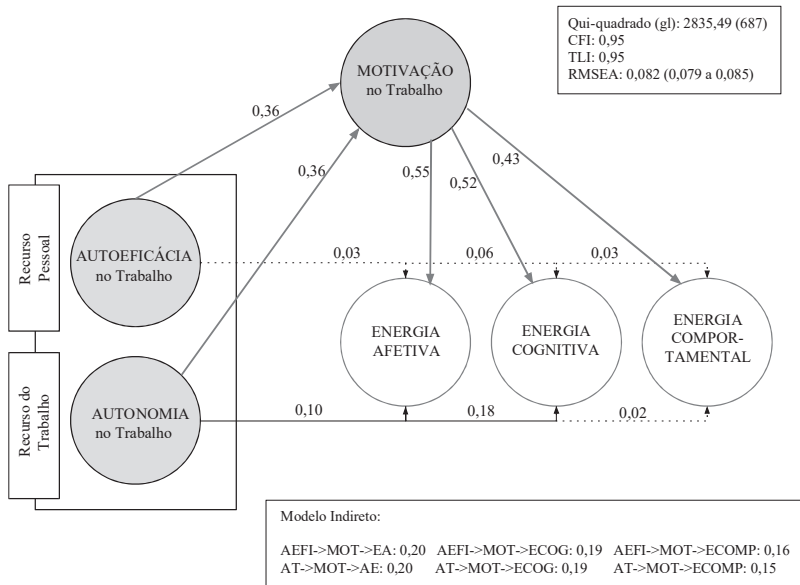 Qui-quadrado (gl): 2835,49 (687)
CFI: 0,95
TLI: 0,95
RMSEA: 0,082 (0,079 a 0,085)
MOTIVAÇÃO
no Trabalho
0,36
0,36
0,55
0,52
0,43
Recurso
Pessoal
AUTOEFICÁCIA
no Trabalho
0,03
0,06
0,03
ENERGIA
AFETIVA
ENERGIA
COGNITIVA
ENERGIA
COMPOR-
TAMENTAL
Recurso do
Trabalho
AUTONOMIA
no Trabalho
0,10
0,18
0,02
Modelo Indireto:
AEFI->MOT->EA: 0,20 AEFI->MOT->ECOG: 0,19 AEFI->MOT->ECOMP: 0,16
AT->MOT->AE: 0,20 AT->MOT->ECOG: 0,19 AT->MOT->ECOMP: 0,15